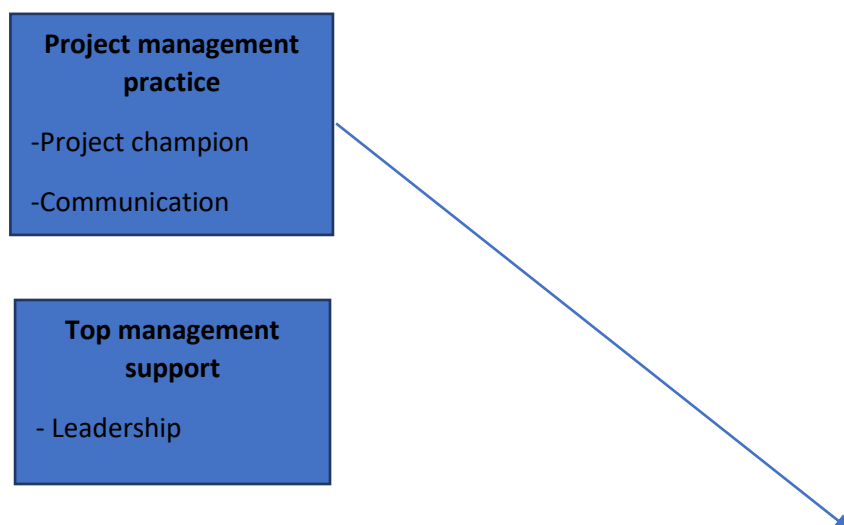 Project management
practice
-Project champion
-Communication
Top management
support
- Leadership